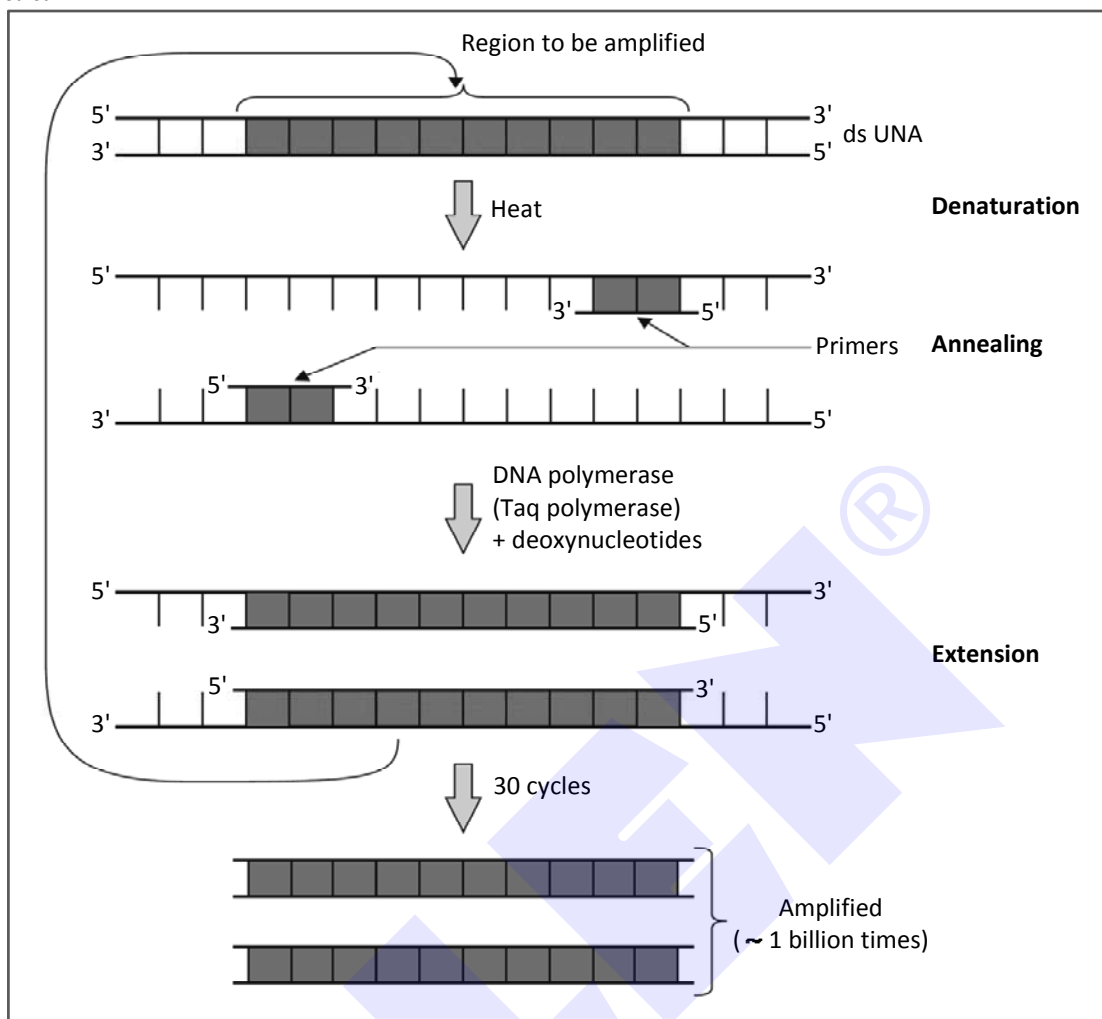 Region to be amplified
5' 3'
ds UNA
3' 5'
Heat
Denaturation
5' 3'
3' 5'
Primers
Annealing
5' 3'
3' 5'
DNA polymerase
(Taq polymerase)
+ deoxynucleotides
5' 3'
3' 5'
Extension
5' 3'
3' 5'
30 cycles
Amplified
( ~ 1 billion times)
®